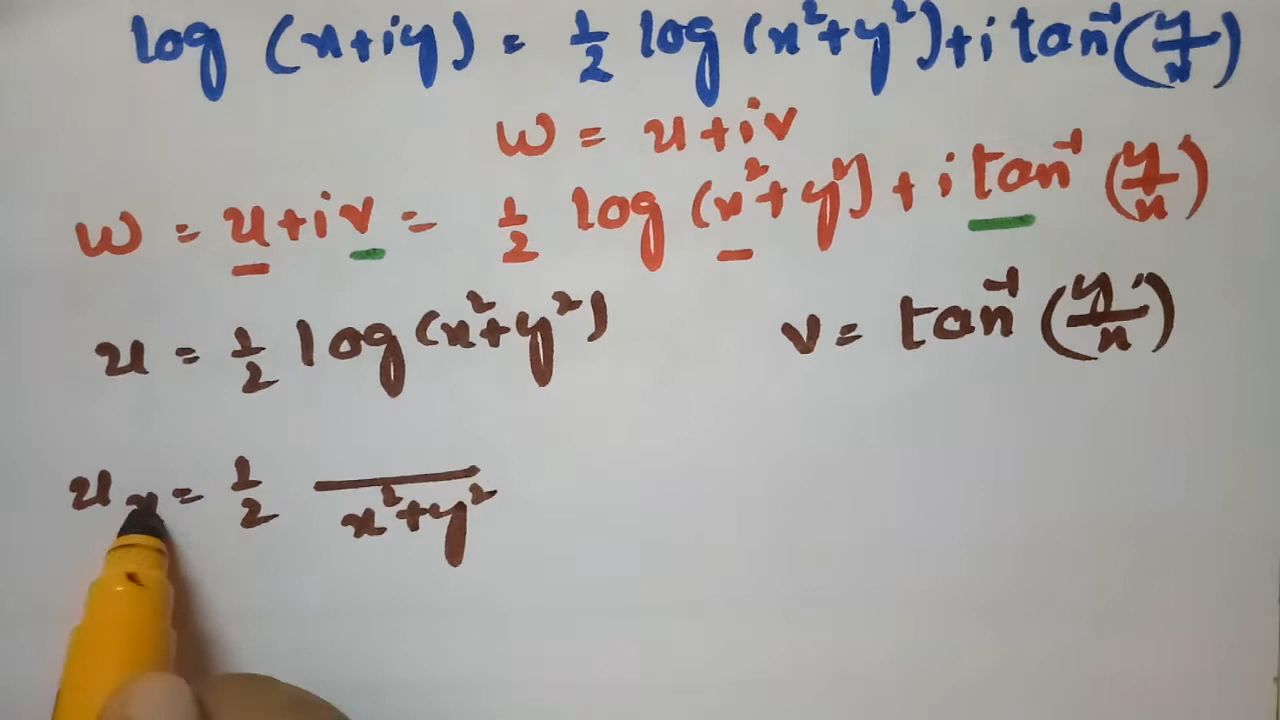 log (x+iy) = 1/2 log (x²+y²) + i tan⁻¹(y/x)
w = u+iv
w = u+iv = 1/2 log (x²+y²) + i tan⁻¹ (y/x)
u = 1/2 log (x²+y²) v = tan⁻¹ (y/x)
uₓ = 1/2 /x²+y²